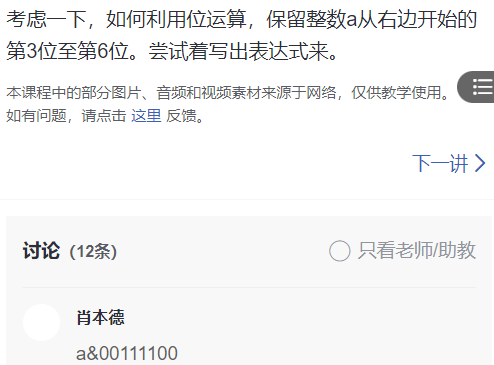 考虑一下，如何利用位运算，保留整数a从右边开始的
第3位至第6位。尝试着写出表达式来。
本课程中的部分图片、音频和视频素材来源于网络，仅供教学使用。
如有问题，请点击 这里 反馈。
下一讲
讨论（12条）
只看老师/助教
肖本德
a&00111100